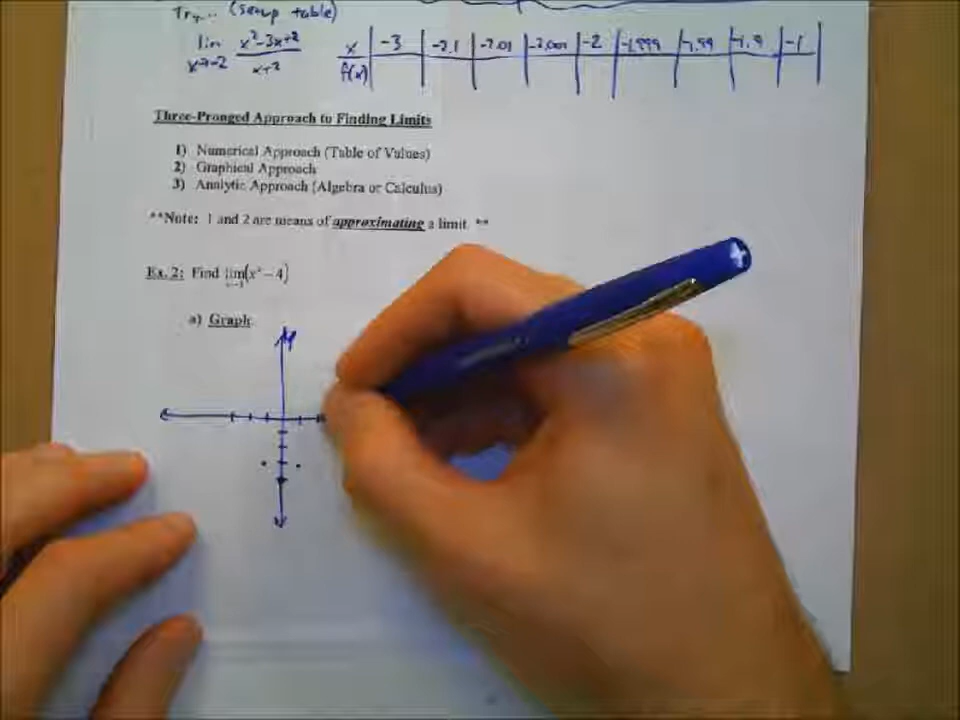 Try... (setup table)
lim x→-2 x²-3x+2 / x+2
x -3 -2.1 -2.01 -2.001 -2 -1.999 -1.99 -1.9 -1
f(x)
Three-Pronged Approach to Finding Limits
1) Numerical Approach (Table of Values)
2) Graphical Approach
3) Analytic Approach (Algebra or Calculus)
**Note: 1 and 2 are means of approximating a limit. **
Ex. 2: Find lim(x² - 4)
a) Graph